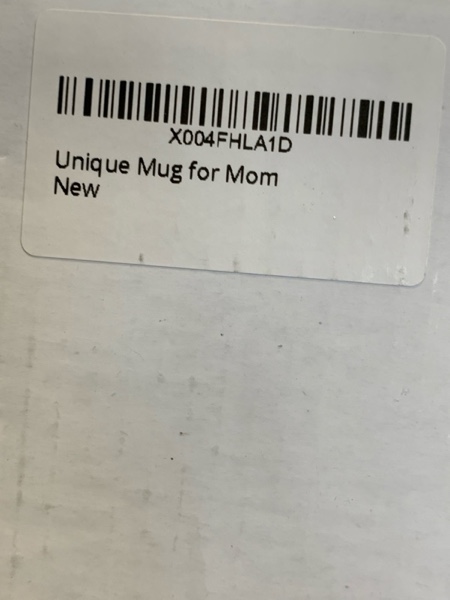 X004FHLA1D
Unique Mug for Mom
New